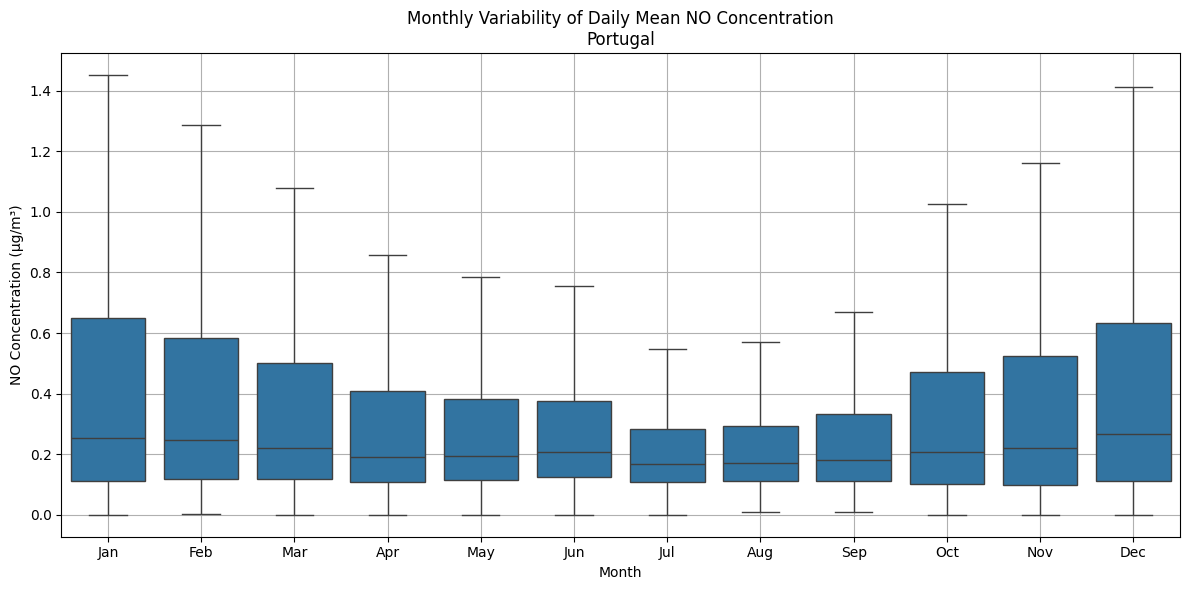 Monthly Variability of Daily Mean NO Concentration
Portugal
NO Concentration (µg/m³)
1.4
1.2
1.0
0.8
0.6
0.4
0.2
0.0
Jan Feb Mar Apr May Jun Jul Aug Sep Oct Nov Dec
Month